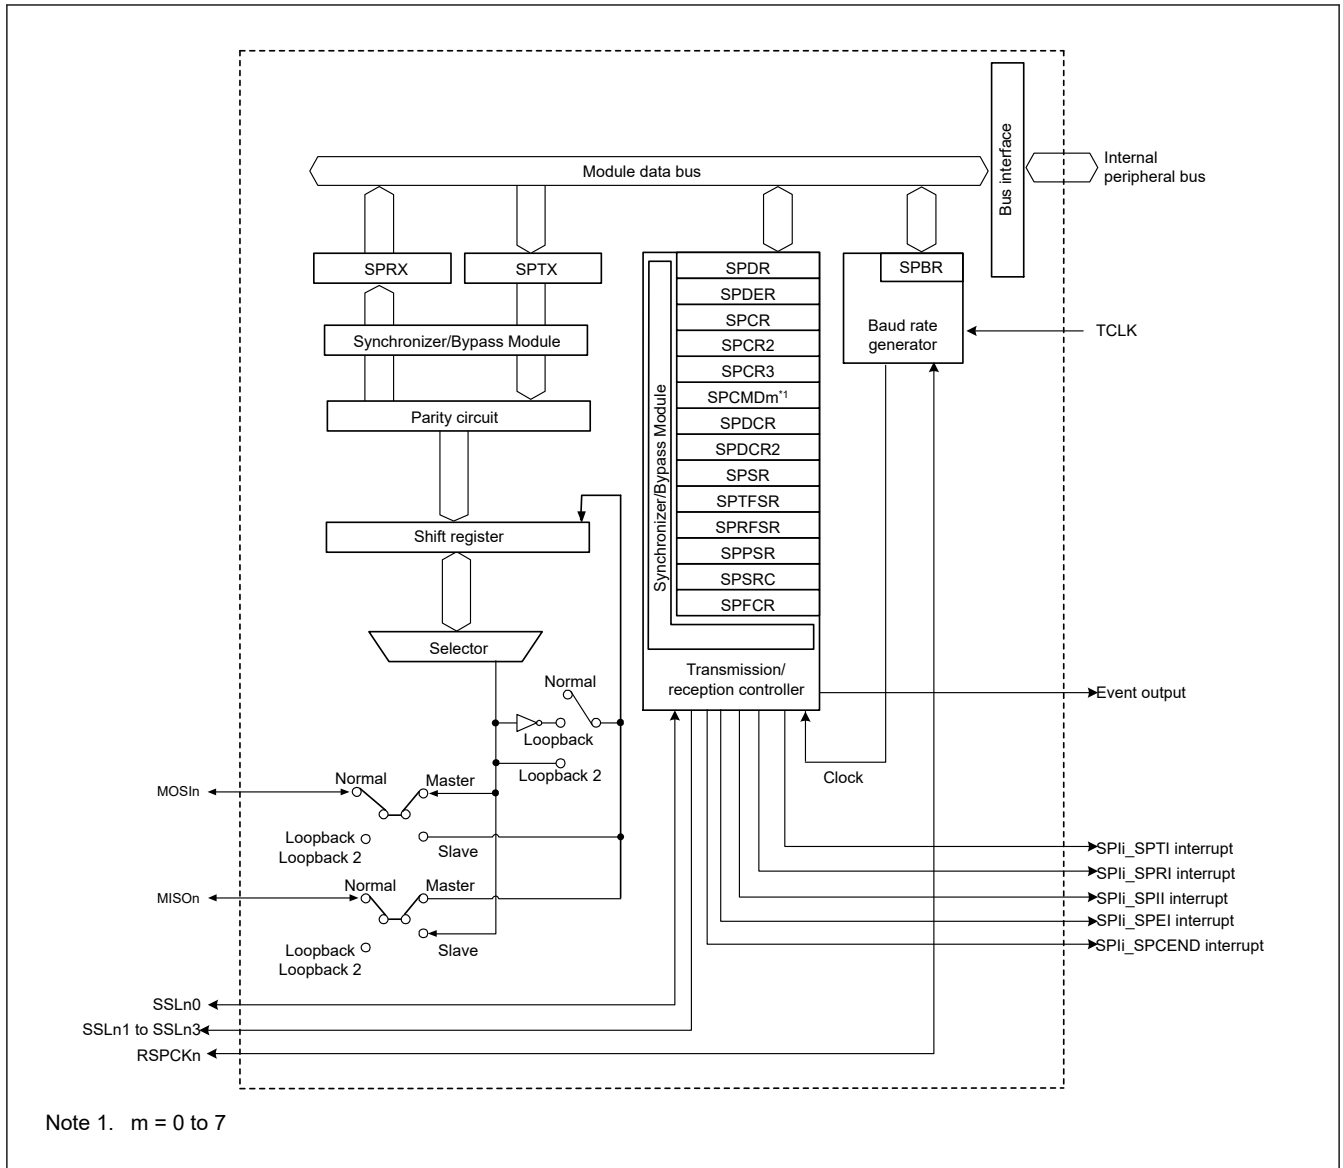 Module data bus
Bus interface
Internal
peripheral bus
SPRX
SPTX
Synchronizer/Bypass Module
Parity circuit
Shift register
Selector
Synchronizer/Bypass Module
SPDR
SPDER
SPCR
SPCR2
SPCR3
SPCMDm*1
SPDCR
SPDCR2
SPSR
SPTFSR
SPRFSR
SPPSR
SPSRC
SPFCR
Transmission/
reception controller
SPBR
Baud rate
generator
TCLK
Event output
Clock
Normal
Loopback
Loopback 2
MOSIn
Normal
Master
Loopback
Loopback 2
Slave
MISOn
Normal
Master
Loopback
Loopback 2
Slave
SPIi_SPTI interrupt
SPIi_SPRI interrupt
SPIi_SPII interrupt
SPIi_SPEI interrupt
SPIi_SPCEND interrupt
SSLn0
SSLn1 to SSLn3
RSPCKn
Note 1. m = 0 to 7